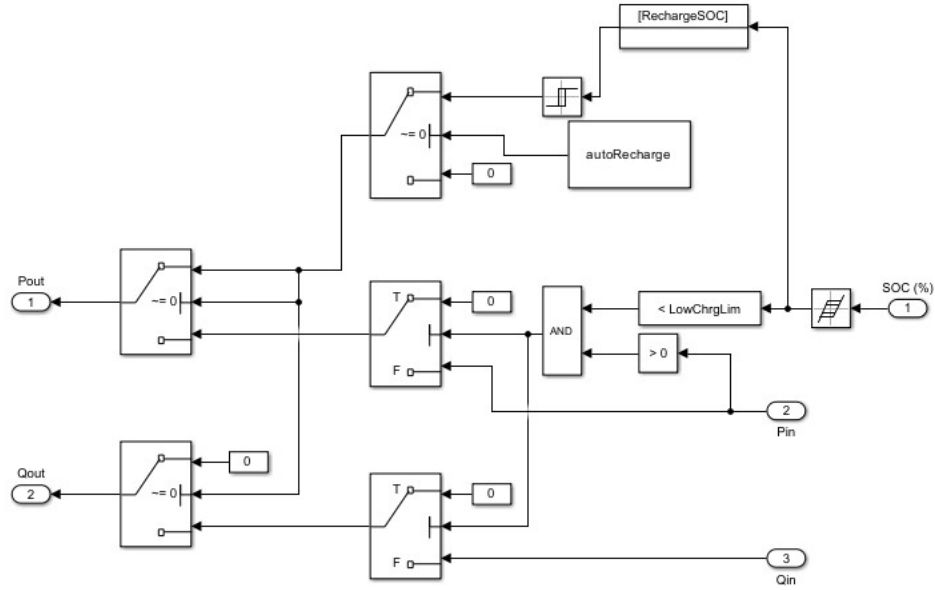 [RechargeSOC]
~= 0
autoRecharge
0
Pout
1
~= 0
T
0
F
AND
< LowChrgLim
> 0
SOC (%)
1
2
Pin
Qout
2
0
~= 0
T
0
F
3
Qin